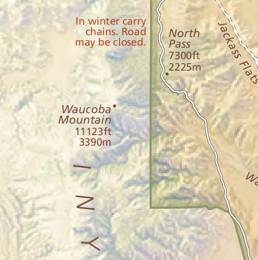 In winter carry
chains. Road
may be closed.
North
Pass
7300ft
2225m
Jackass Flats
Waucoba
Mountain
11123ft
3390m
I N Y